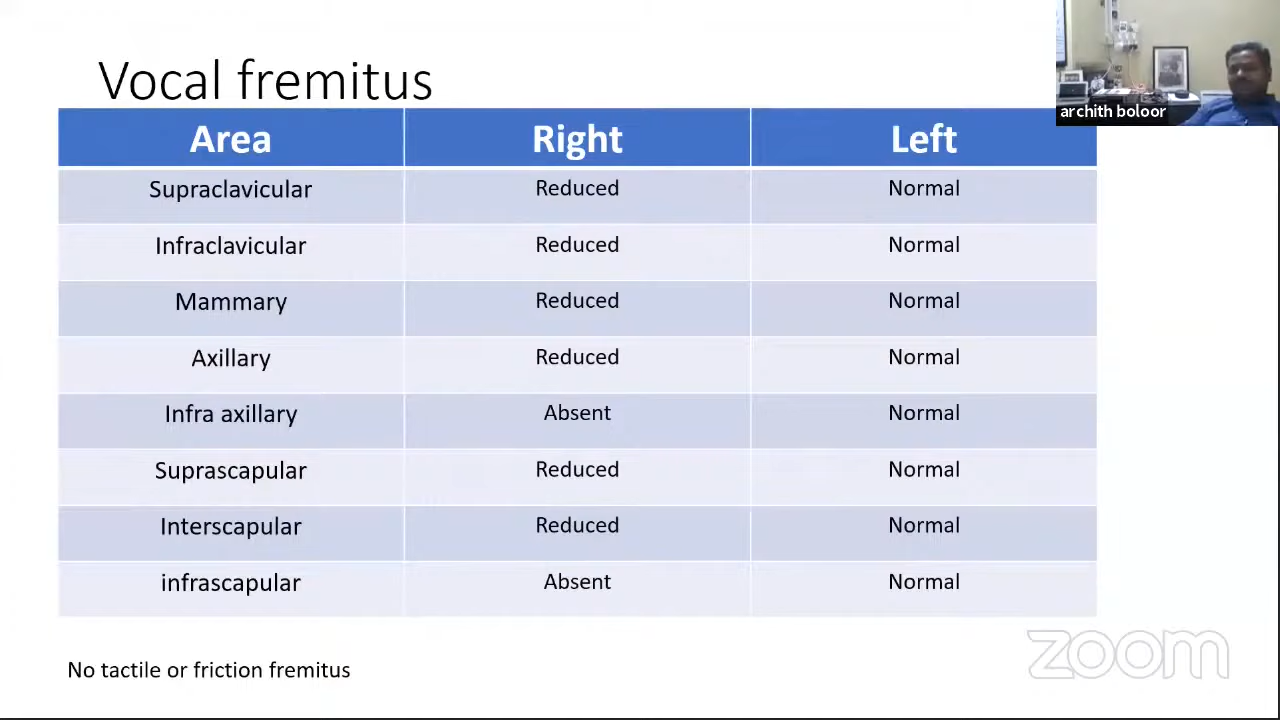 Vocal fremitus
archith boloor
Area Right Left
Supraclavicular Reduced Normal
Infraclavicular Reduced Normal
Mammary Reduced Normal
Axillary Reduced Normal
Infra axillary Absent Normal
Suprascapular Reduced Normal
Interscapular Reduced Normal
infrascapular Absent Normal
No tactile or friction fremitus
zoom